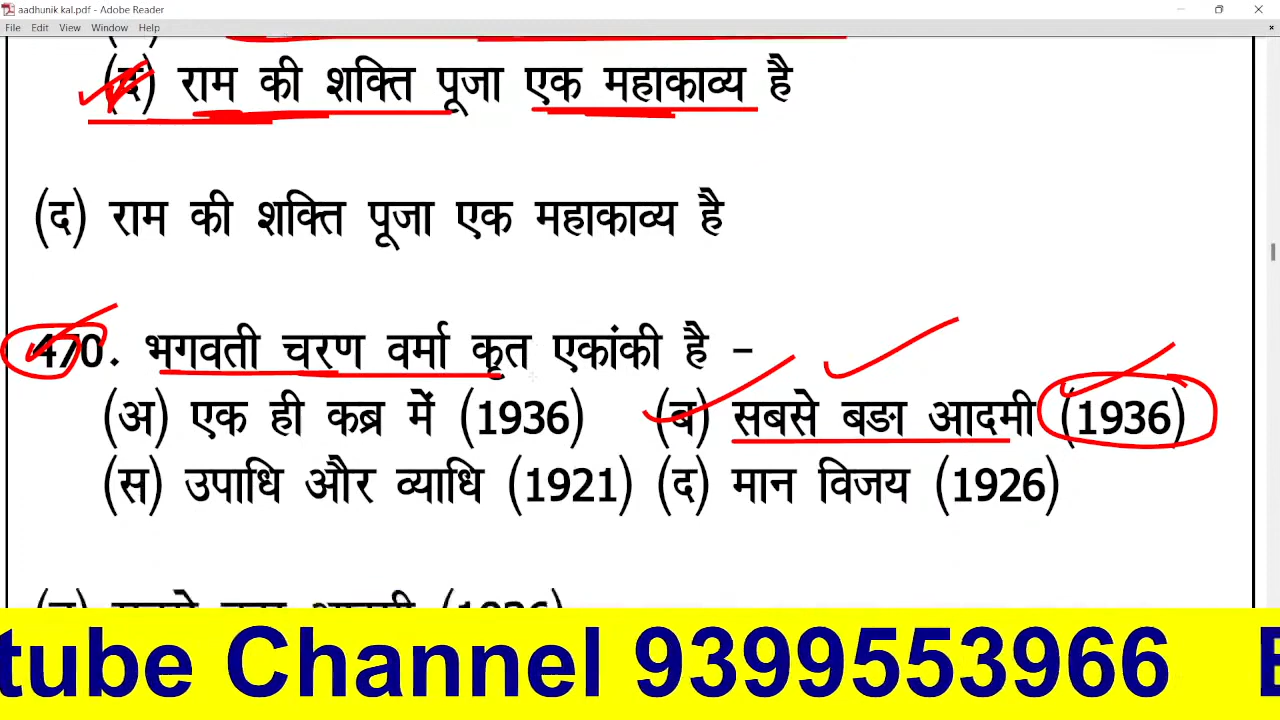 aadhunik kal.pdf - Adobe Reader
File Edit View Window Help
(द) राम की शक्ति पूजा एक महाकाव्य है
(द) राम की शक्ति पूजा एक महाकाव्य है
470. भगवती चरण वर्मा कृत एकांकी है –
(अ) एक ही कब्र में (1936) (ब) सबसे बडा आदमी (1936)
(स) उपाधि और व्याधि (1921) (द) मान विजय (1926)
tube Channel 9399553966